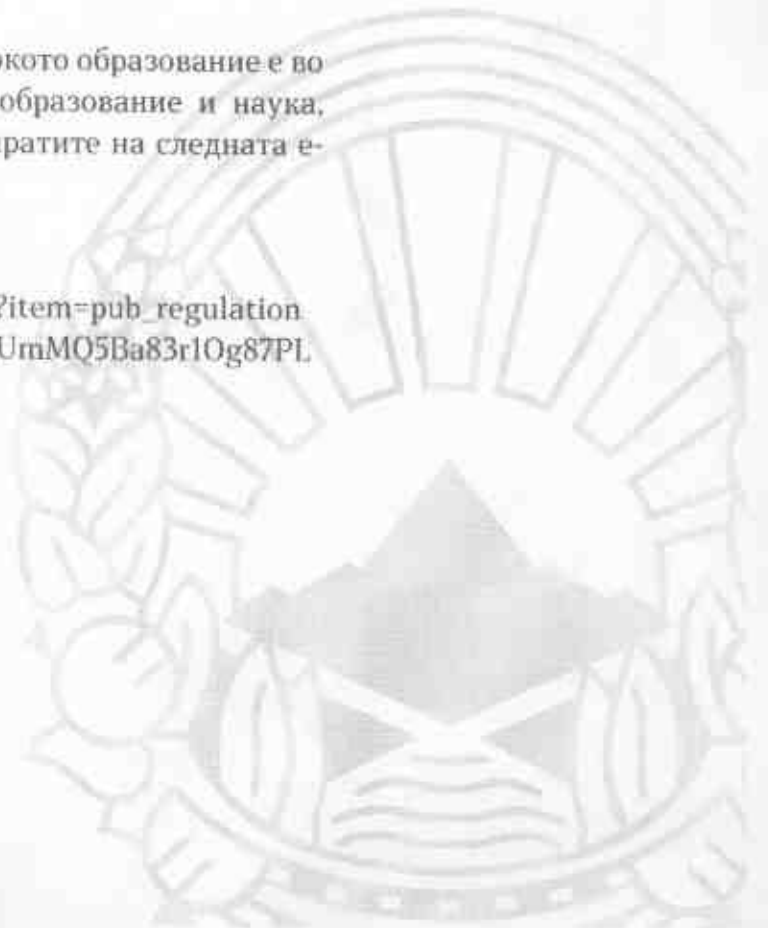 окото образование е во
образование и наука,
ратите на следната е-
?item=pub_regulation
UmMQ5Ba83r1Og87PL